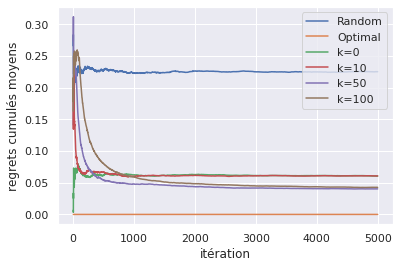 0.30
0.25
0.20
0.15
0.10
0.05
0.00
regrets cumulés moyens
0 1000 2000 3000 4000 5000
itération
Random
Optimal
k=0
k=10
k=50
k=100